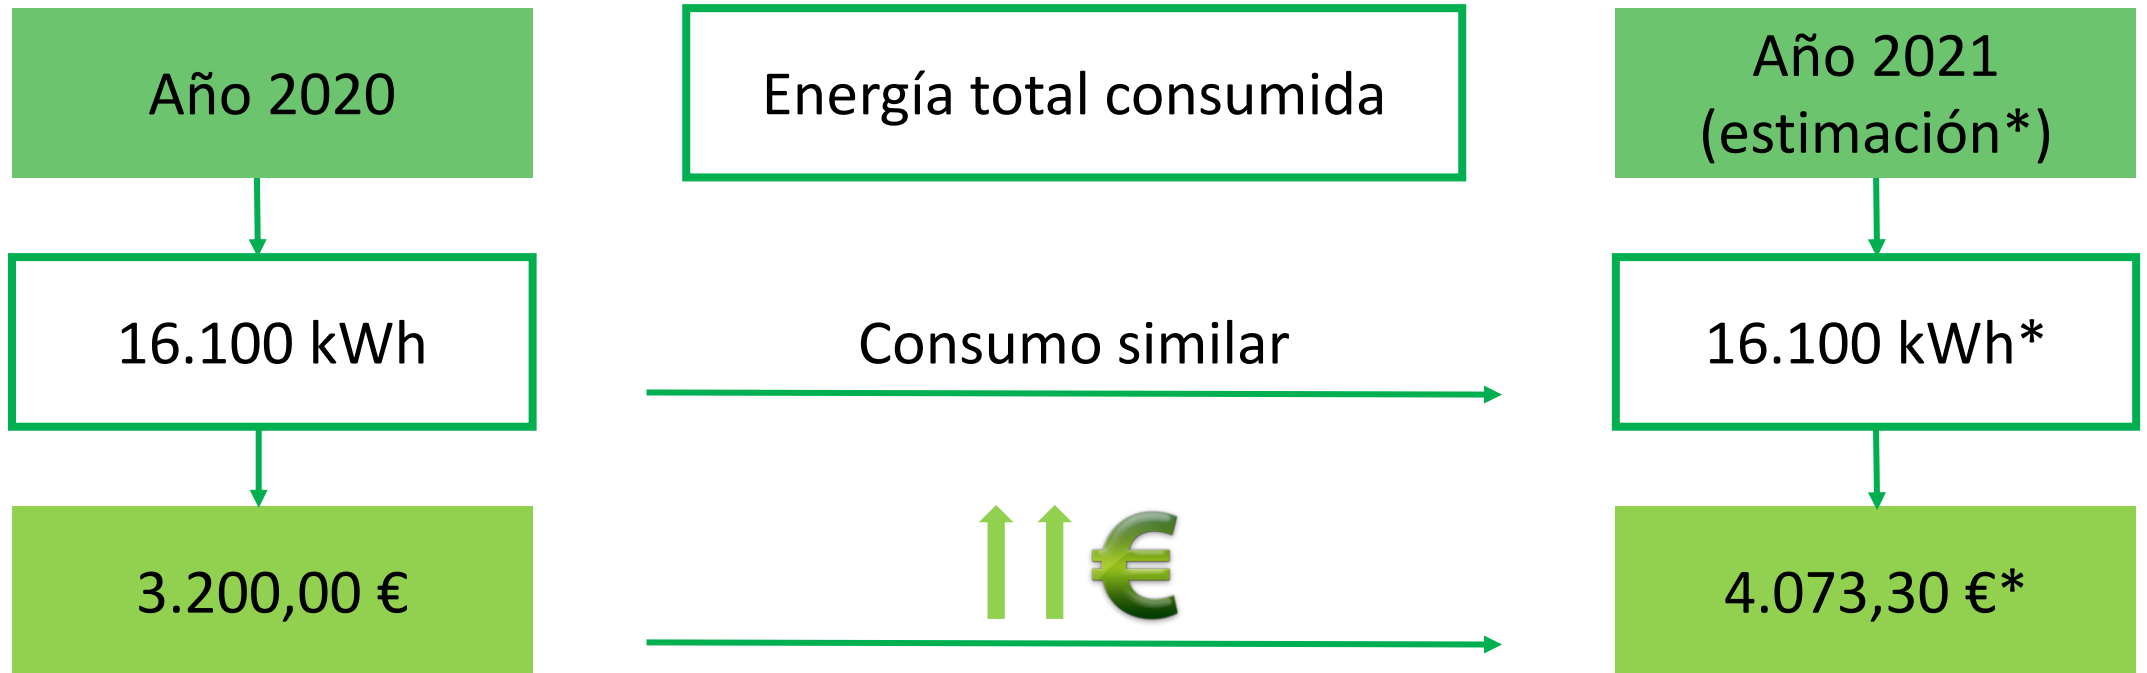 Año 2020
Energía total consumida
Año 2021
(estimación*)
16.100 kWh
Consumo similar
16.100 kWh*
3.200,00 €
€
4.073,30 €*